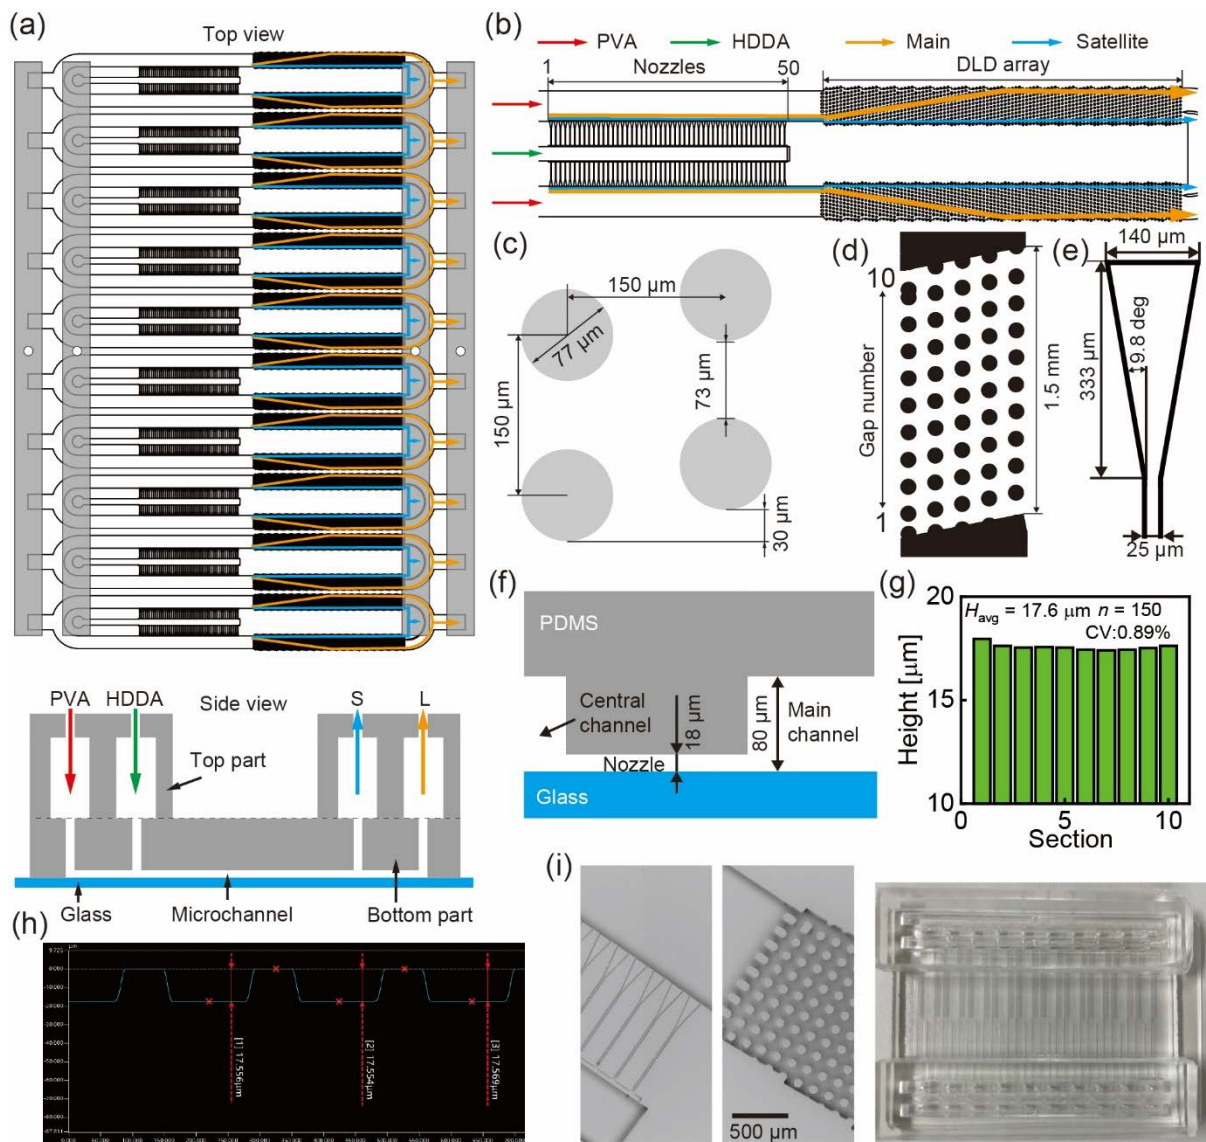 (a)
Top view
(b)
PVA
HDDA
Main
Satellite
1
Nozzles
50
DLD array
(c)
150 µm
77 µm
150 µm
73 µm
30 µm
(d)
10
Gap number
1
1.5 mm
(e)
140 µm
333 µm
9.8 deg
25 µm
PVA
HDDA
Side view
S
L
Top part
Glass
Microchannel
Bottom part
(f)
PDMS
Central
channel
18 µm
80 µm
Main
channel
Nozzle
Glass
(g)
20
15
10
Height [µm]
Havg = 17.6 µm n = 150
CV:0.89%
0
5
10
Section
(h)
[1] 17.556µm
[2] 17.554µm
[3] 17.569µm
(i)
500 µm